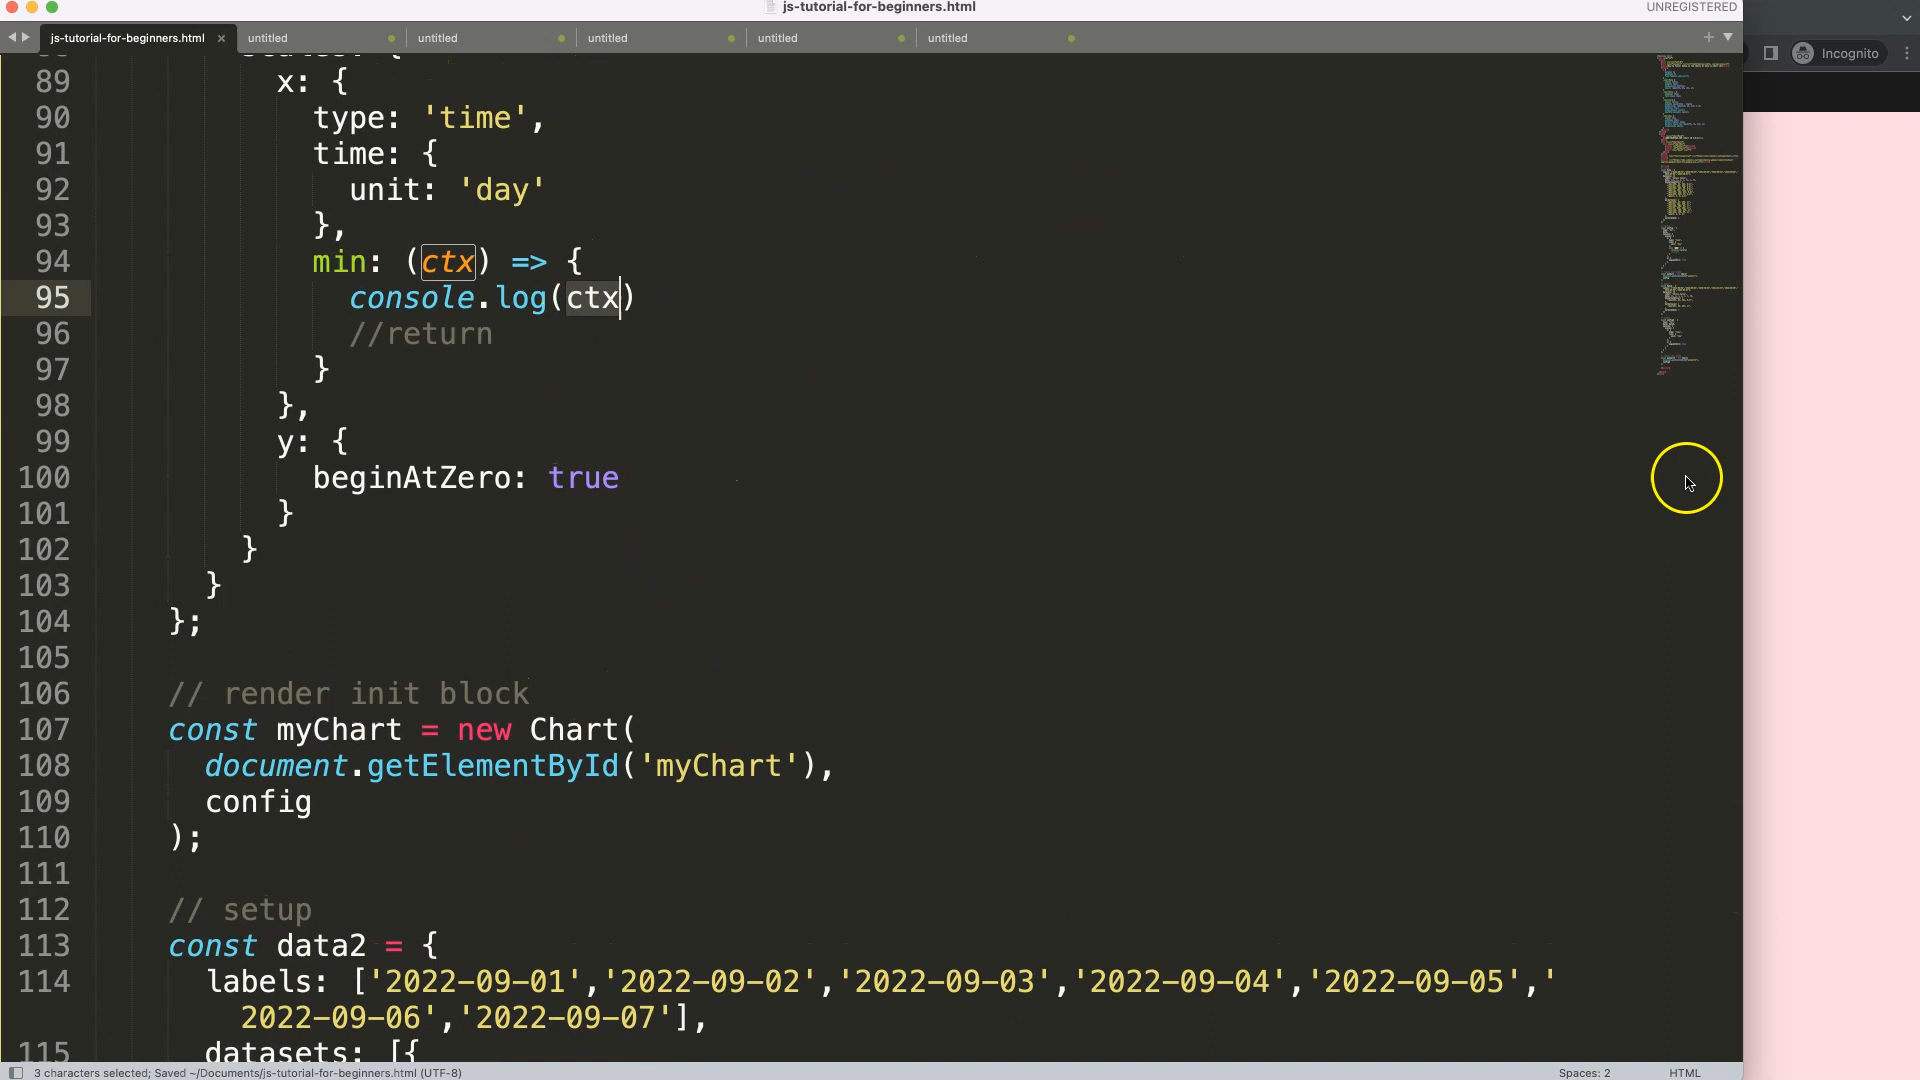 js-tutorial-for-beginners.html
UNREGISTERED
js-tutorial-for-beginners.html × untitled untitled untitled untitled untitled
Incognito
89 x: {
90 type: 'time',
91 time: {
92 unit: 'day'
93 },
94 min: (ctx) => {
95 console.log(ctx)
96 //return
97 }
98 },
99 y: {
100 beginAtZero: true
101 }
102 }
103 }
104 };
105
106 // render init block
107 const myChart = new Chart(
108 document.getElementById('myChart'),
109 config
110 );
111
112 // setup
113 const data2 = {
114 labels: ['2022-09-01','2022-09-02','2022-09-03','2022-09-04','2022-09-05','
2022-09-06','2022-09-07'],
115 datasets: [{
3 characters selected; Saved ~/Documents/js-tutorial-for-beginners.html (UTF-8)
Spaces: 2
HTML